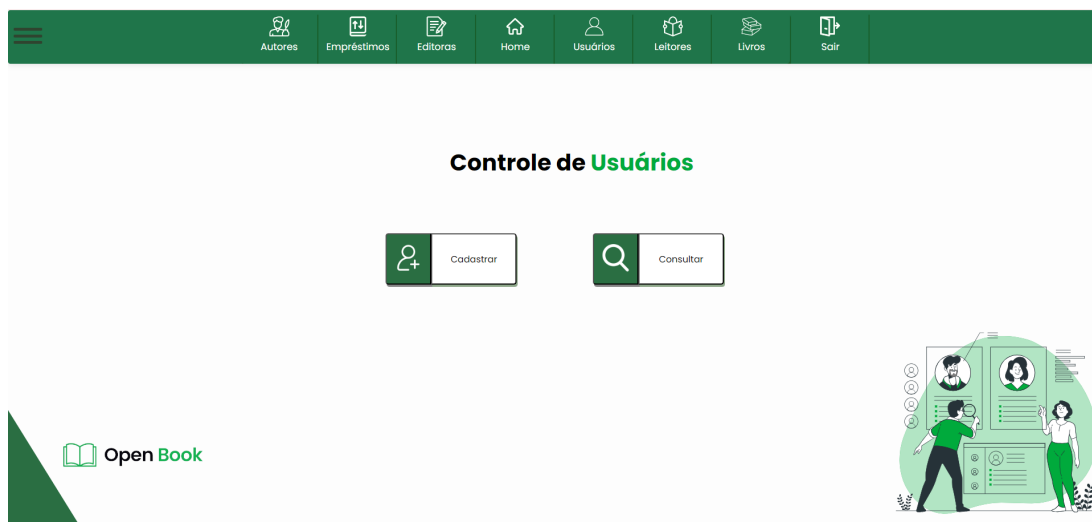 Autores Empréstimos Editoras Home Usuários Leitores Livros Sair
Controle de Usuários
Cadastrar
Consultar
Open Book